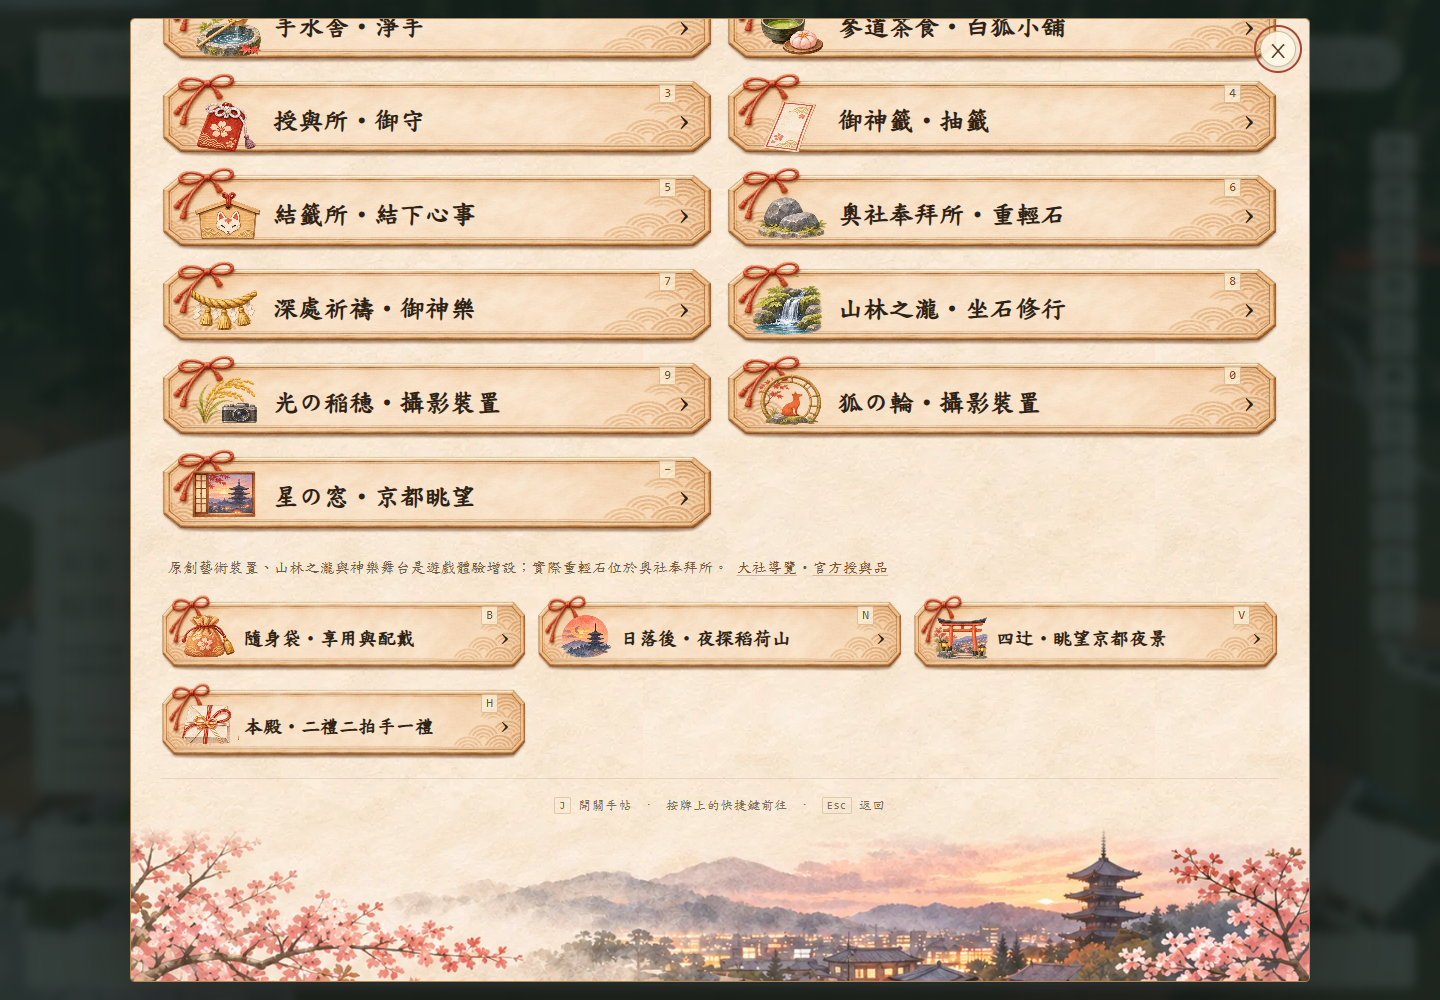 手水舎・淨手
參道茶食・白狐小舖
3
授與所・御守
4
御神籤・抽籤
5
結籤所・結下心事
6
奧社奉拜所・重輕石
7
深處祈禱・御神樂
8
山林之瀧・坐石修行
9
光の稲穂・攝影裝置
0
狐の輪・攝影裝置
-
星の窓・京都眺望
原創藝術裝置、山林之瀧與神樂舞台是遊戲體驗增設；實際重輕石位於奧社奉拜所。 大社導覽・官方授與品
B
隨身袋・享用與配戴
N
日落後・夜探稻荷山
V
四辻・眺望京都夜景
H
本殿・二禮二拍手一禮
J 開關手帖 · 按牌上的快捷鍵前往 · Esc 返回